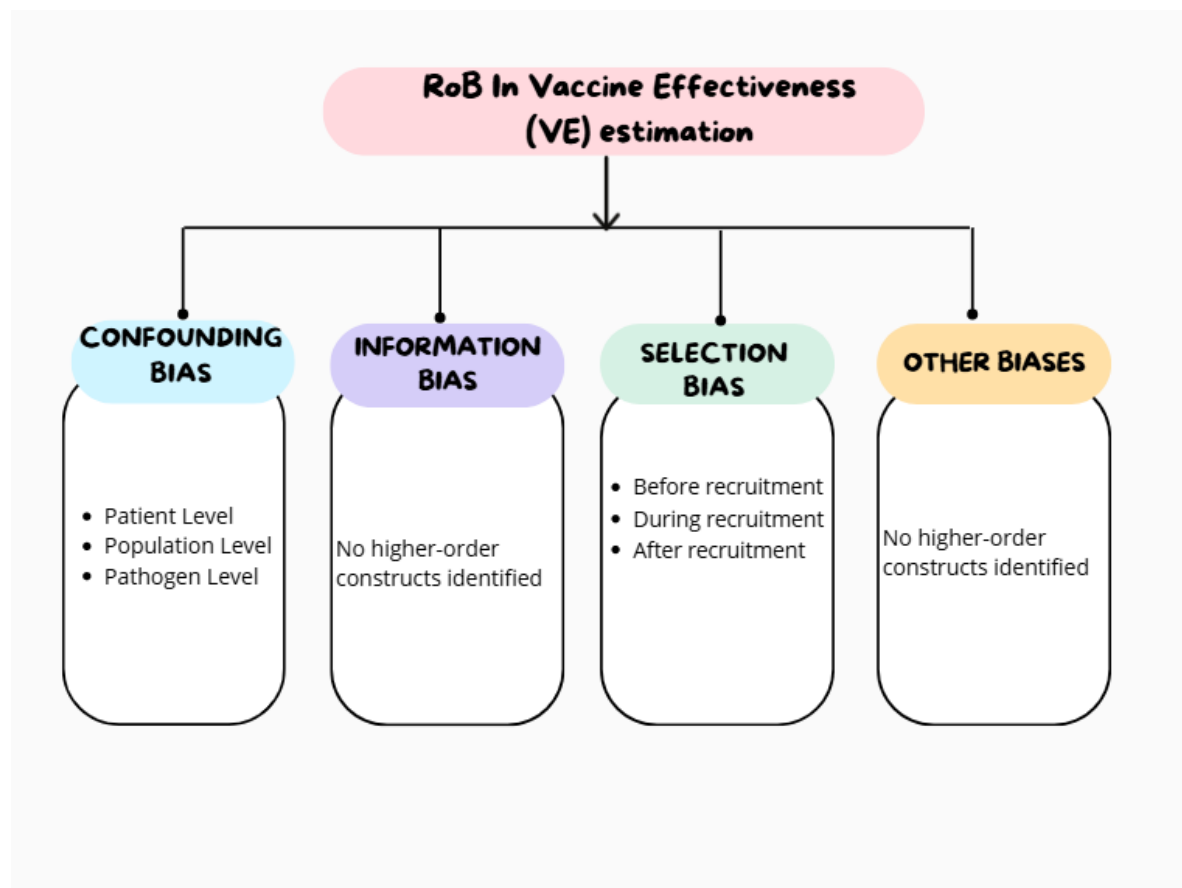 RoB In Vaccine Effectiveness
(VE) estimation
CONFOUNDING
BIAS
• Patient Level
• Population Level
• Pathogen Level
INFORMATION
BIAS
No higher-order
constructs identified
SELECTION
BIAS
• Before recruitment
• During recruitment
• After recruitment
OTHER BIASES
No higher-order
constructs identified